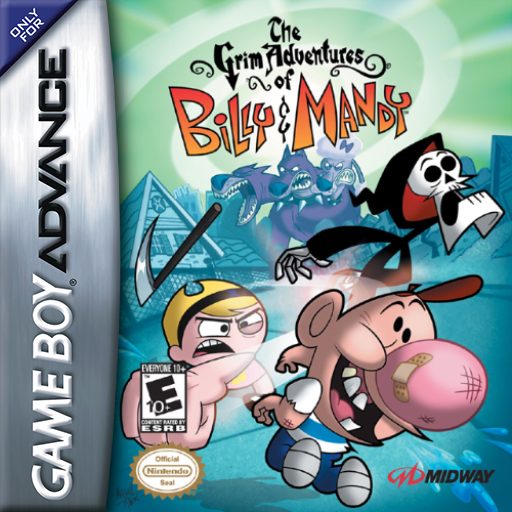 ONLY
FOR
GAME BOY ADVANCE
The
Grim Adventures
of
BILLY & MANDY
EVERYONE 10+
E
10+
CONTENT RATED BY
ESRB
Official
Nintendo
Seal
MIDWAY